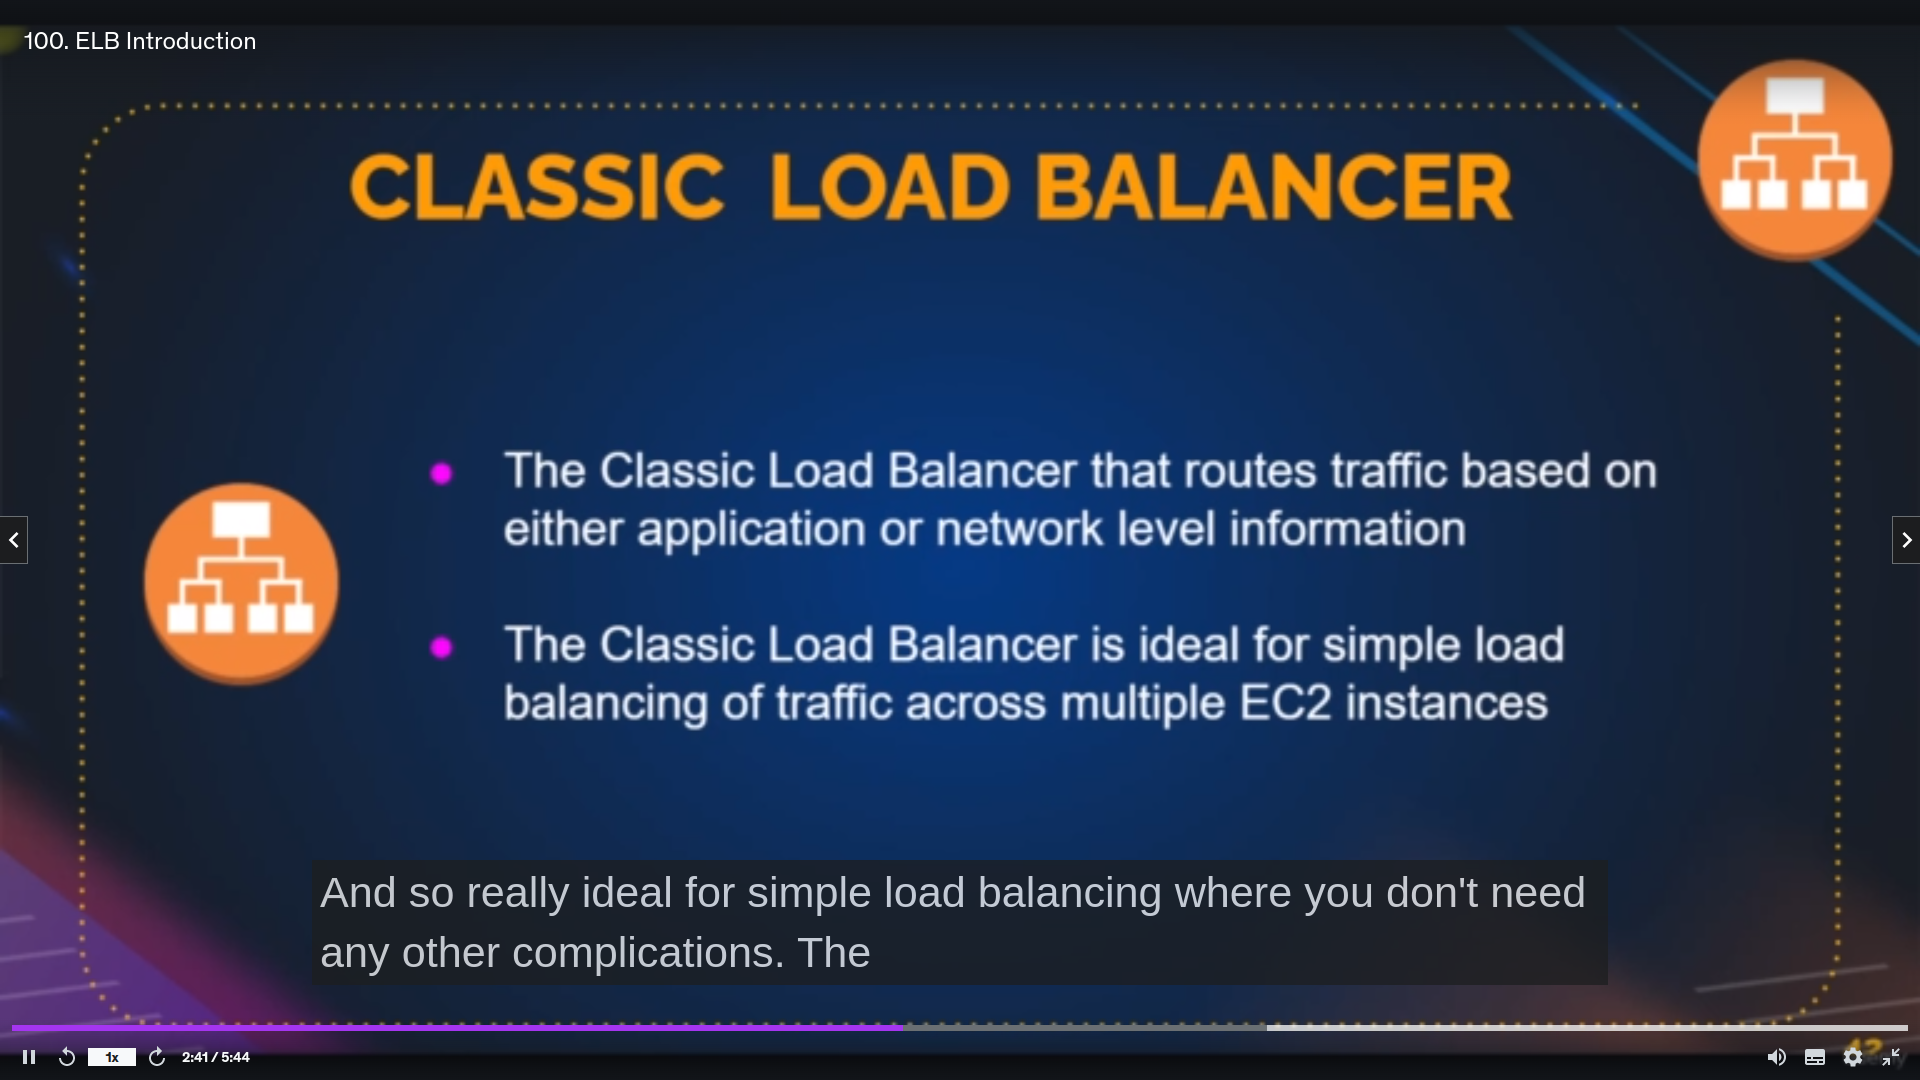 100. ELB Introduction
CLASSIC LOAD BALANCER
The Classic Load Balancer that routes traffic based on
either application or network level information
The Classic Load Balancer is ideal for simple load
balancing of traffic across multiple EC2 instances
And so really ideal for simple load balancing where you don't need
any other complications. The
1x
2:41 / 5:44